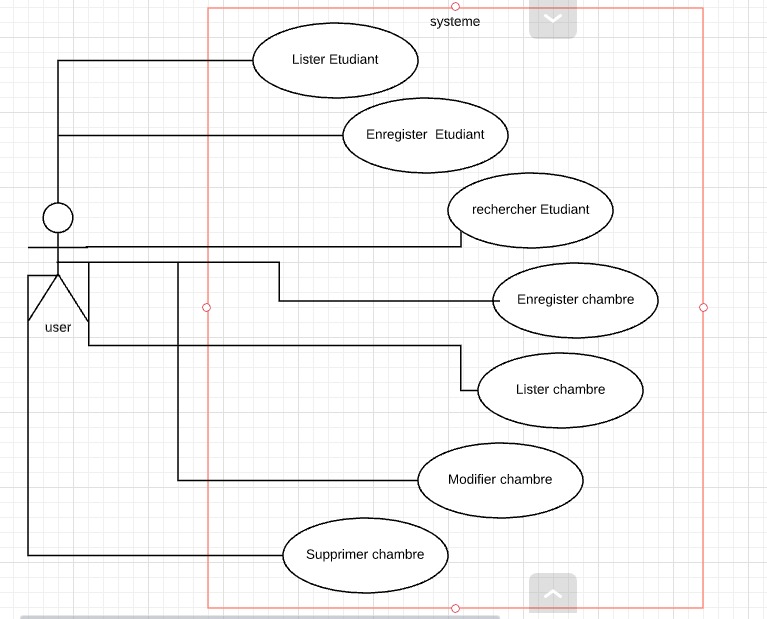 systeme
Lister Etudiant
Enregister  Etudiant
rechercher Etudiant
Enregister chambre
user
Lister chambre
Modifier chambre
Supprimer chambre